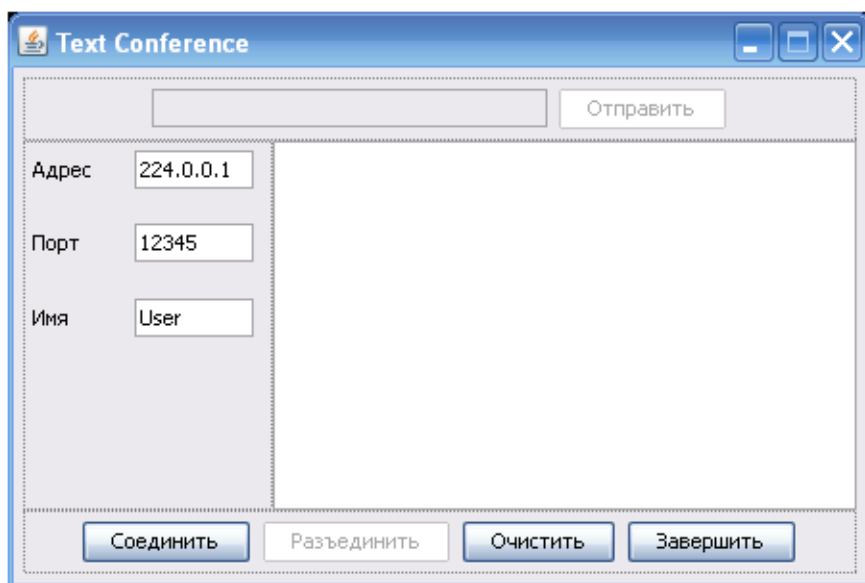 Text Conference
Отправить
Адрес 224.0.0.1
Порт 12345
Имя User
Соединить Разъединить Очистить Завершить